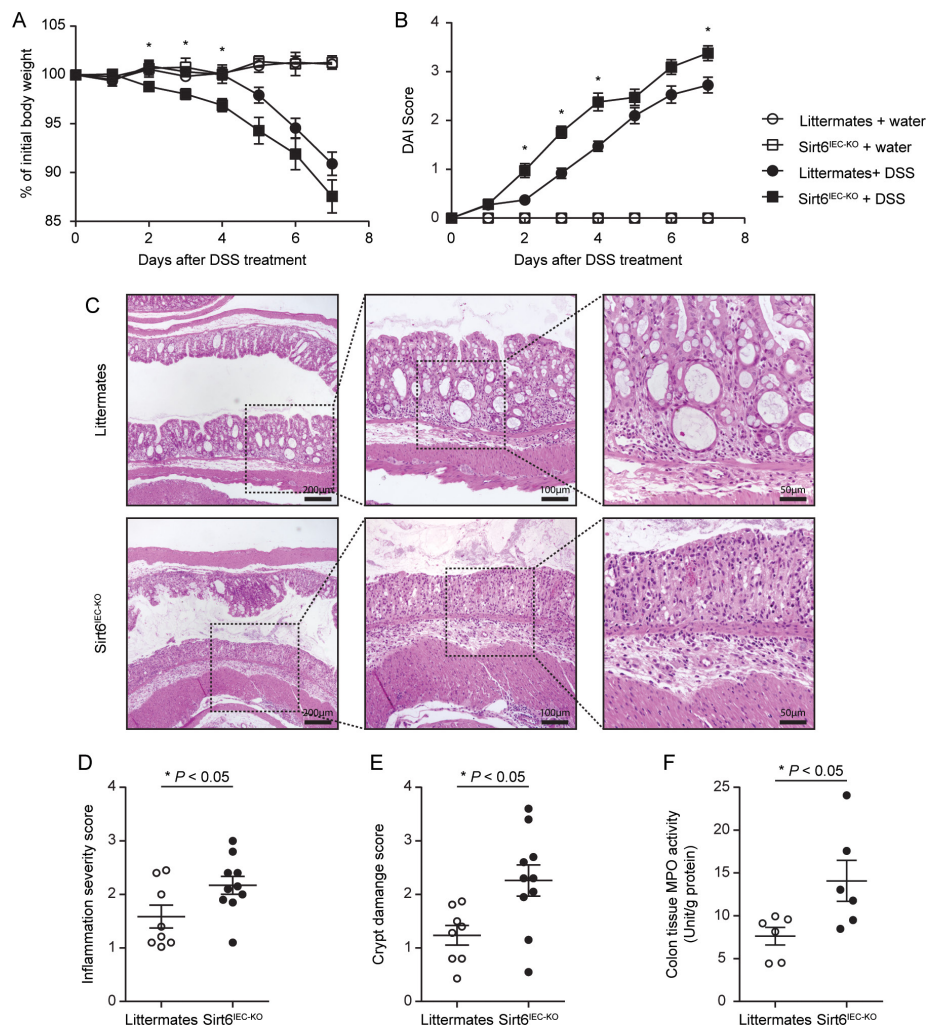 A
105
100
95
90
85
% of initial body weight
* * *
0 2 4 6 8
Days after DSS treatment
B
4
3
2
1
0
DAI Score
* * * *
0 2 4 6 8
Days after DSS treatment
Littermates + water
Sirt6IEC-KO + water
Littermates+ DSS
Sirt6IEC-KO + DSS
C
Littermates
200μm
100μm
50μm
Sirt6IEC-KO
200μm
100μm
50μm
D
* P < 0.05
4
3
2
1
0
Inflammation severity score
Littermates Sirt6IEC-KO
E
* P < 0.05
4
3
2
1
0
Crypt damange score
Littermates Sirt6IEC-KO
F
* P < 0.05
25
20
15
10
5
0
Colon tissue MPO activity
(Unit/g protein)
Littermates Sirt6IEC-KO